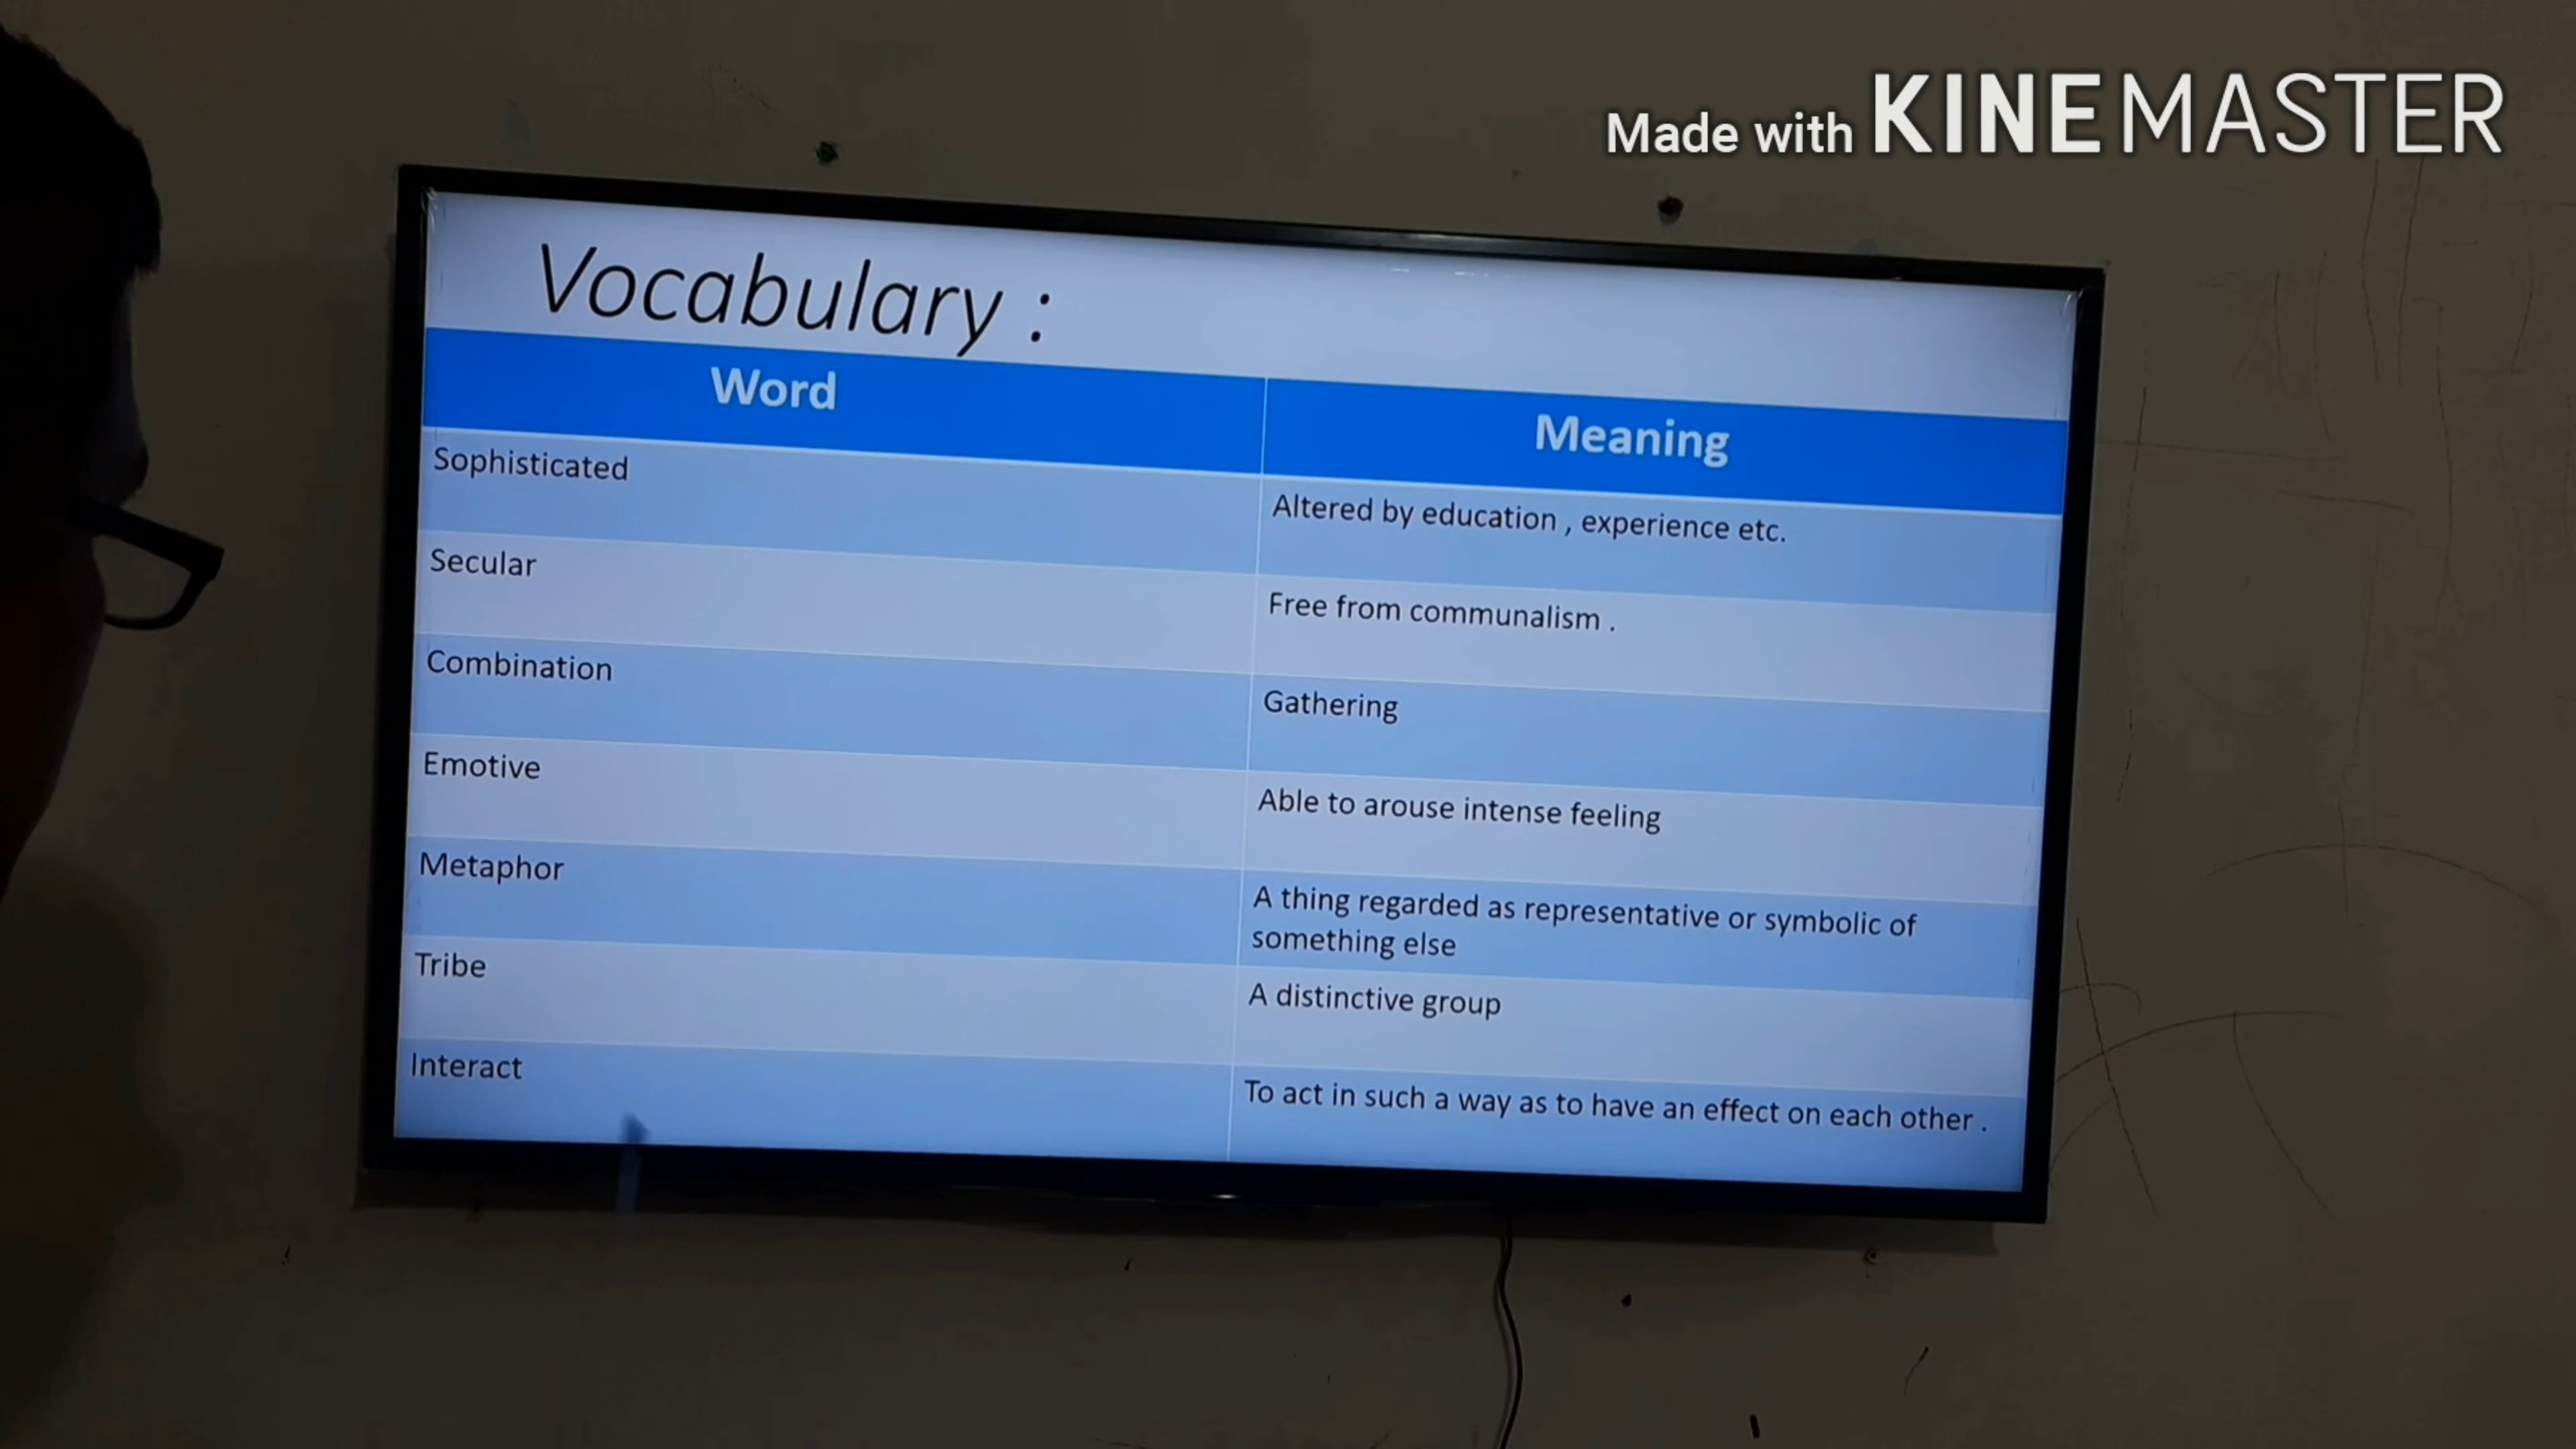 Made with KINEMASTER
Vocabulary :
Word Meaning
Sophisticated Altered by education , experience etc.
Secular Free from communalism .
Combination Gathering
Emotive Able to arouse intense feeling
Metaphor A thing regarded as representative or symbolic of
something else
Tribe A distinctive group
Interact To act in such a way as to have an effect on each other .